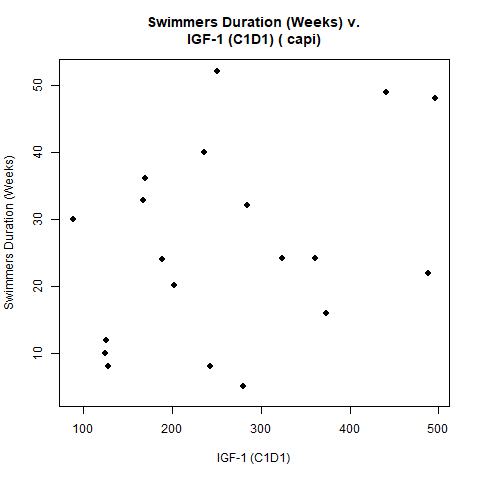 Swimmers Duration (Weeks) v.
IGF-1 (C1D1) ( capi)
Swimmers Duration (Weeks)
50
40
30
20
10
100 200 300 400 500
IGF-1 (C1D1)